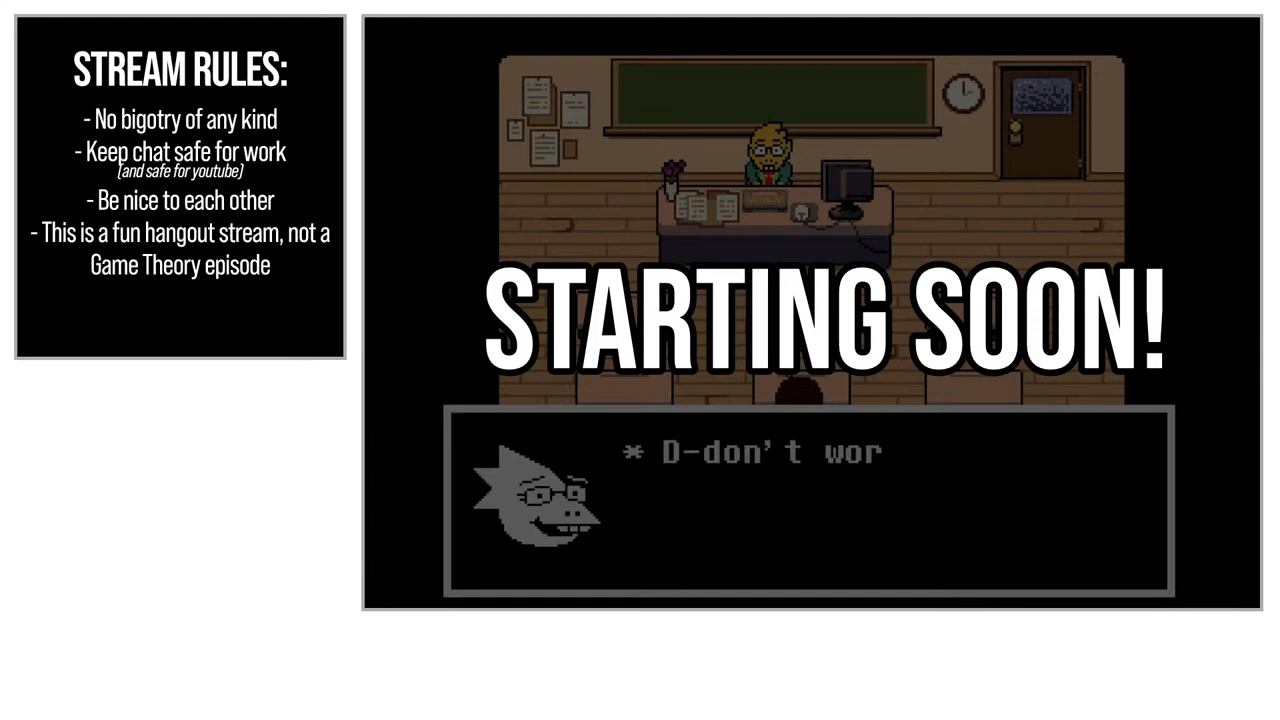 STREAM RULES:
- No bigotry of any kind
- Keep chat safe for work
[and safe for youtube]
- Be nice to each other
- This is a fun hangout stream, not a
Game Theory episode
STARTING SOON!
* D-don't wor